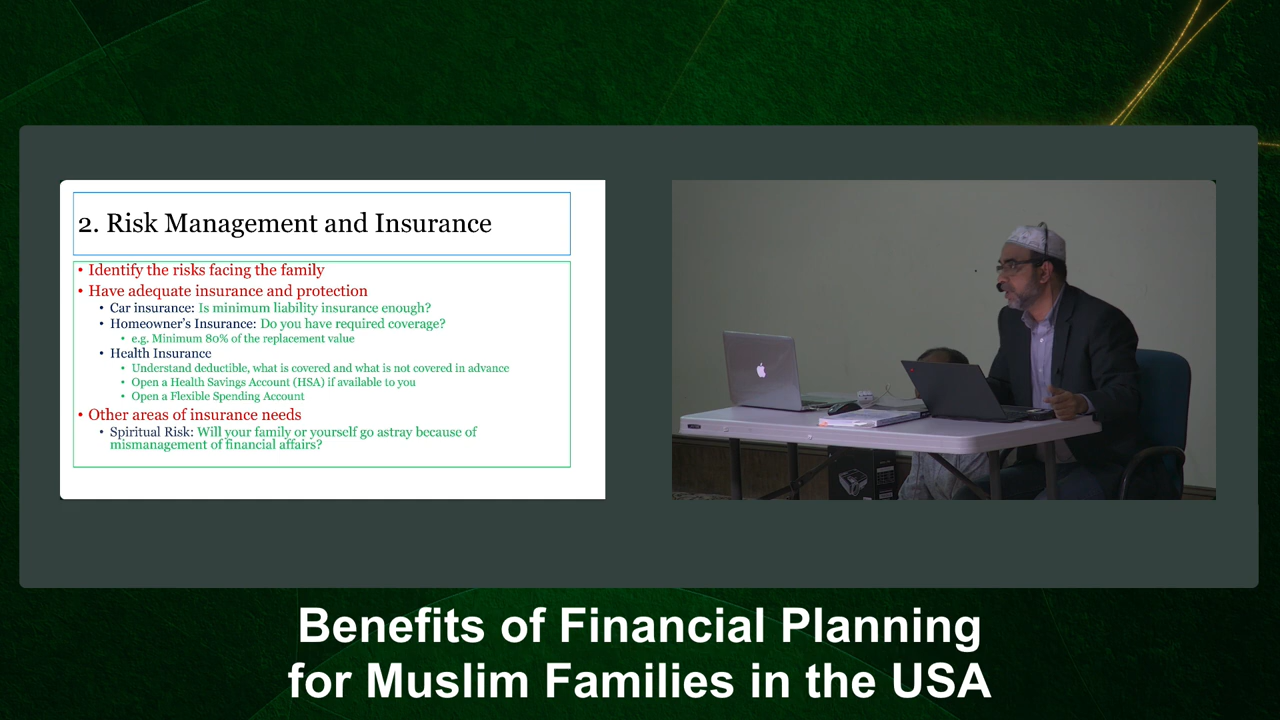 2. Risk Management and Insurance
• Identify the risks facing the family
• Have adequate insurance and protection
• Car insurance: Is minimum liability insurance enough?
• Homeowner's Insurance: Do you have required coverage?
• e.g. Minimum 80% of the replacement value
• Health Insurance
• Understand deductible, what is covered and what is not covered in advance
• Open a Health Savings Account (HSA) if available to you
• Open a Flexible Spending Account
• Other areas of insurance needs
• Spiritual Risk: Will your family or yourself go astray because of
mismanagement of financial affairs?
Benefits of Financial Planning
for Muslim Families in the USA